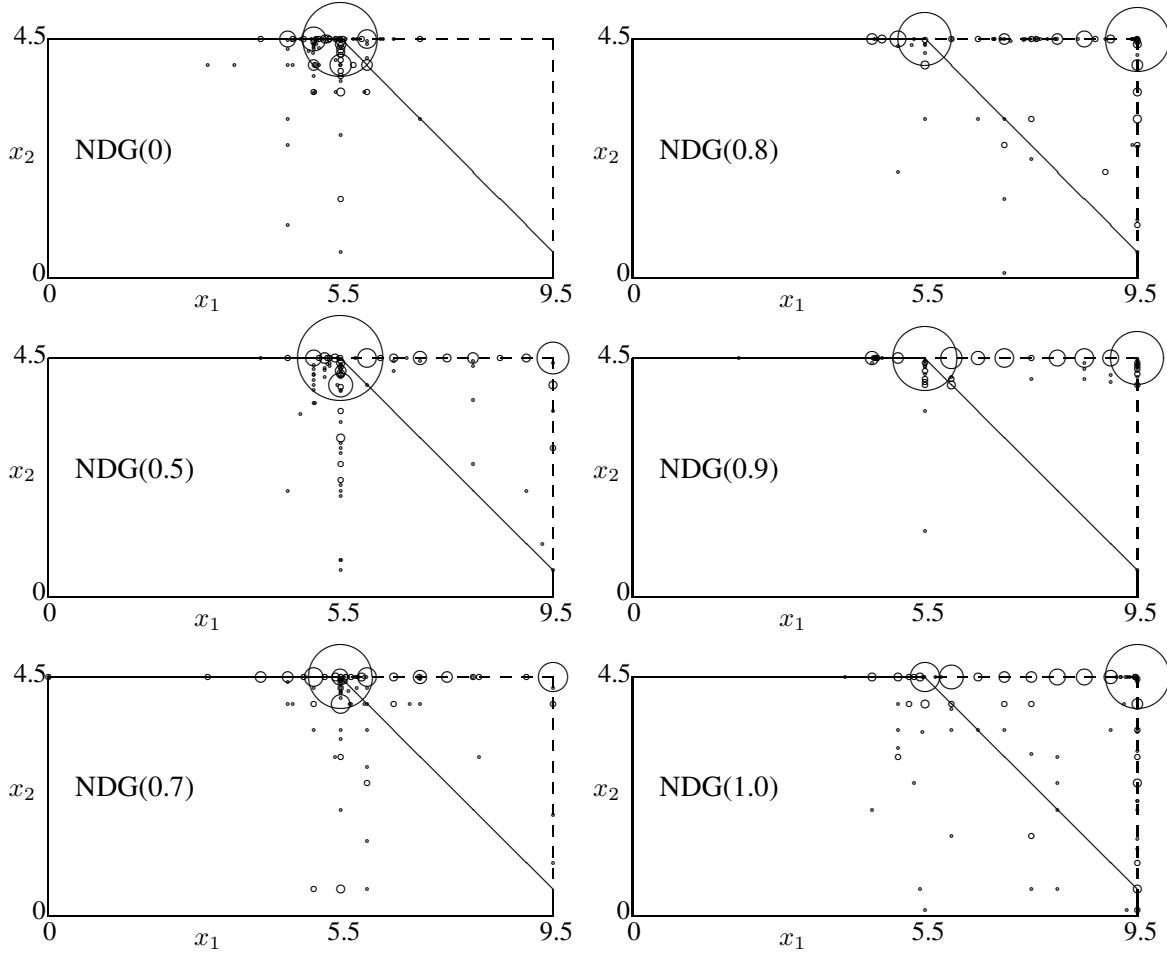 4.5
x₂ NDG(0)
0
0 x₁ 5.5 9.5
4.5
x₂ NDG(0.8)
0
0 x₁ 5.5 9.5
4.5
x₂ NDG(0.5)
0
0 x₁ 5.5 9.5
4.5
x₂ NDG(0.9)
0
0 x₁ 5.5 9.5
4.5
x₂ NDG(0.7)
0
0 x₁ 5.5 9.5
4.5
x₂ NDG(1.0)
0
0 x₁ 5.5 9.5